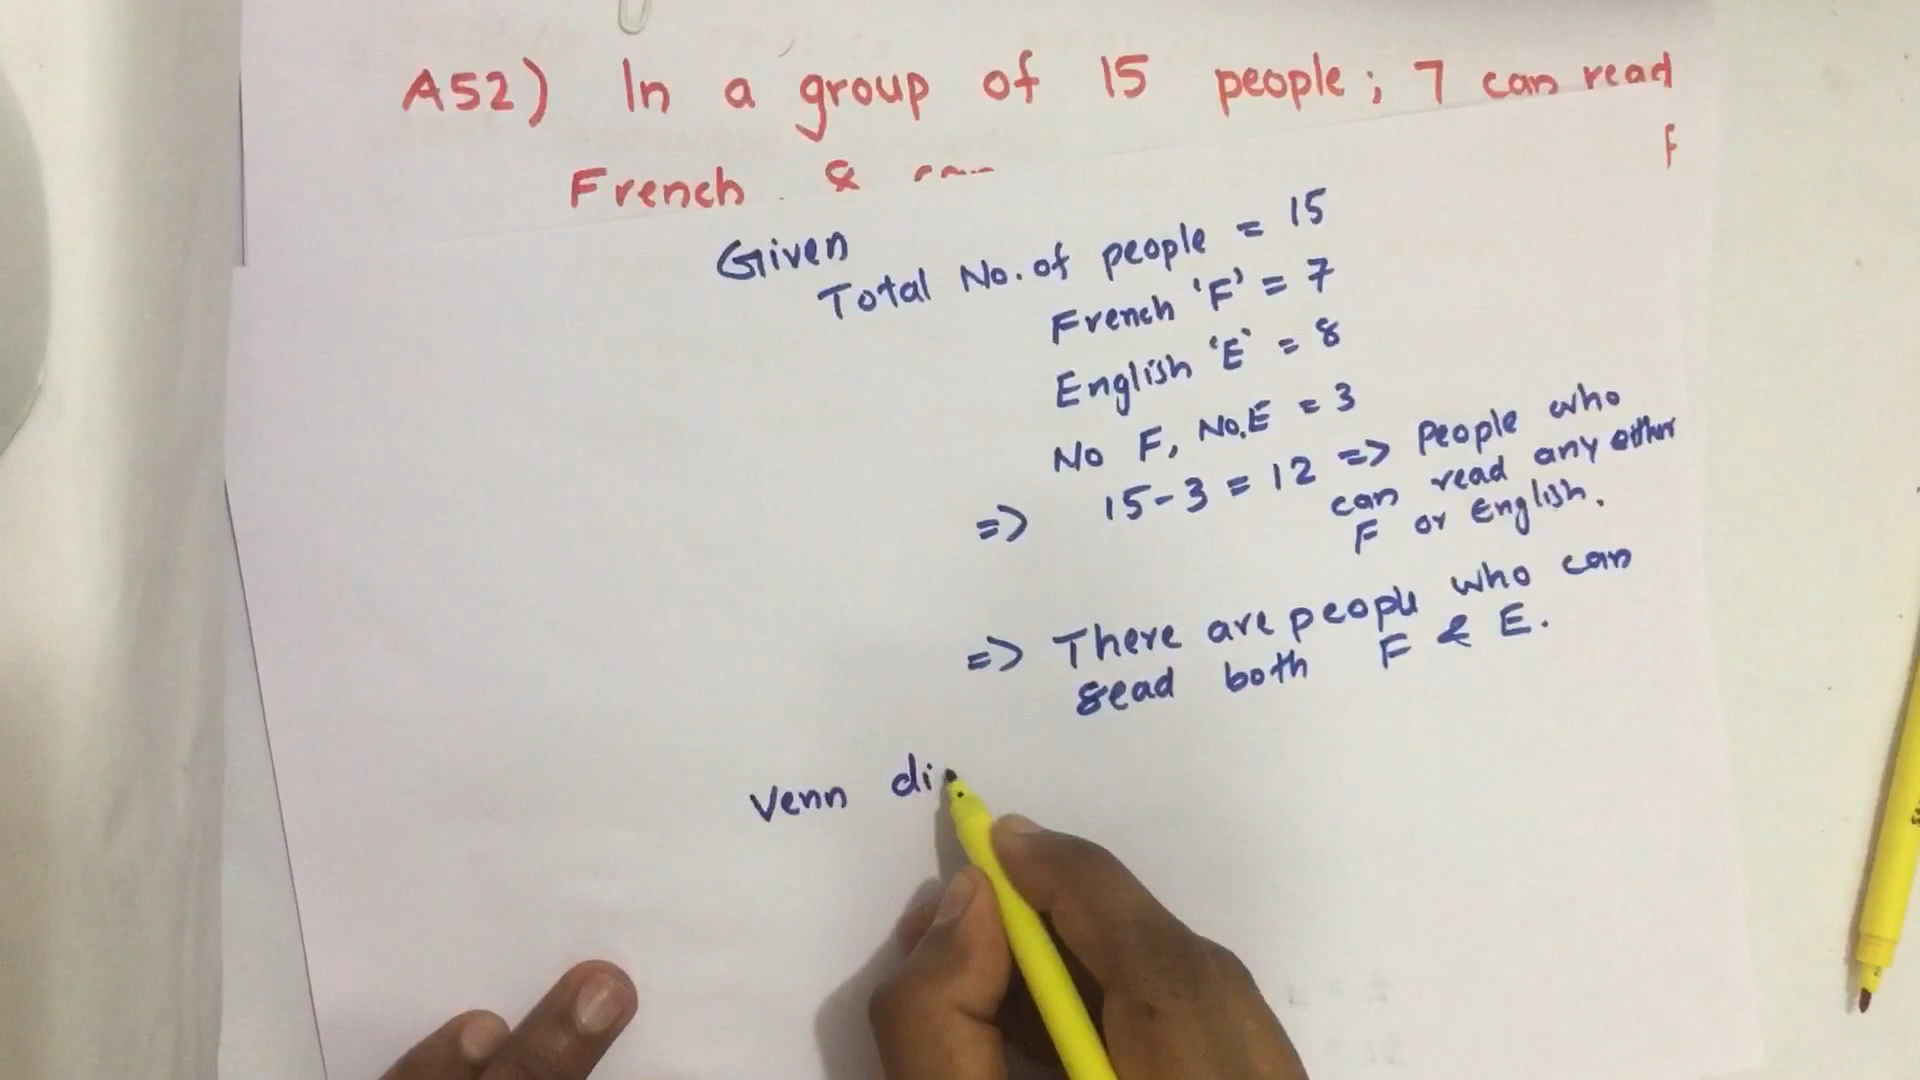 A52) In a group of 15 people; 7 can read
French &
Given
Total No. of people = 15
French 'F' = 7
English 'E' = 8
No F, No.E = 3
=> 15-3 = 12 => People who
can read any other
F or English.
=> There are people who can
read both F & E.
Venn di